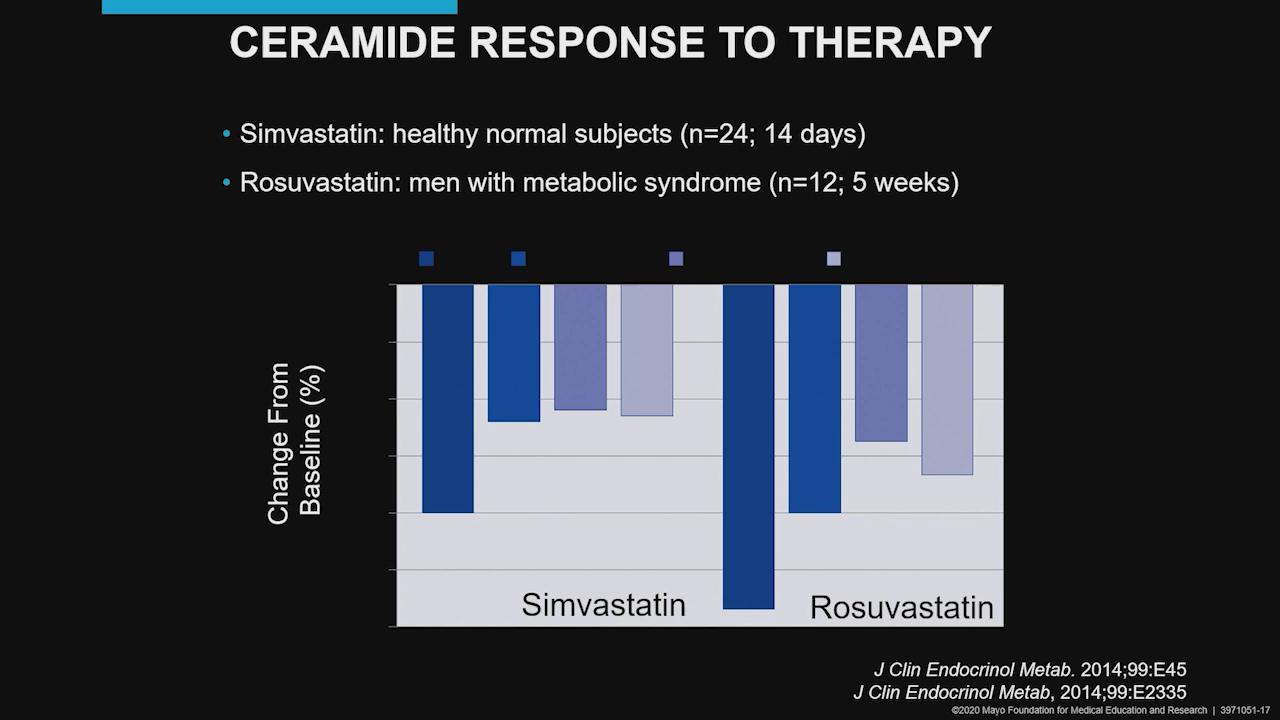 CERAMIDE RESPONSE TO THERAPY
• Simvastatin: healthy normal subjects (n=24; 14 days)
• Rosuvastatin: men with metabolic syndrome (n=12; 5 weeks)
Change From
Baseline (%)
Simvastatin
Rosuvastatin
J Clin Endocrinol Metab. 2014;99:E45
J Clin Endocrinol Metab, 2014;99:E2335
©2020 Mayo Foundation for Medical Education and Research | 3971051-17